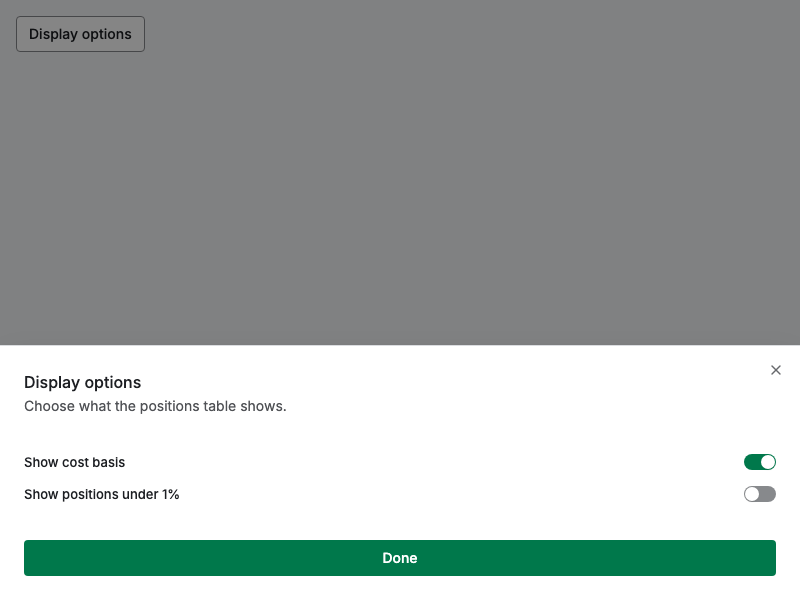 Display options
Display options
Choose what the positions table shows.
Show cost basis
Show positions under 1%
Done